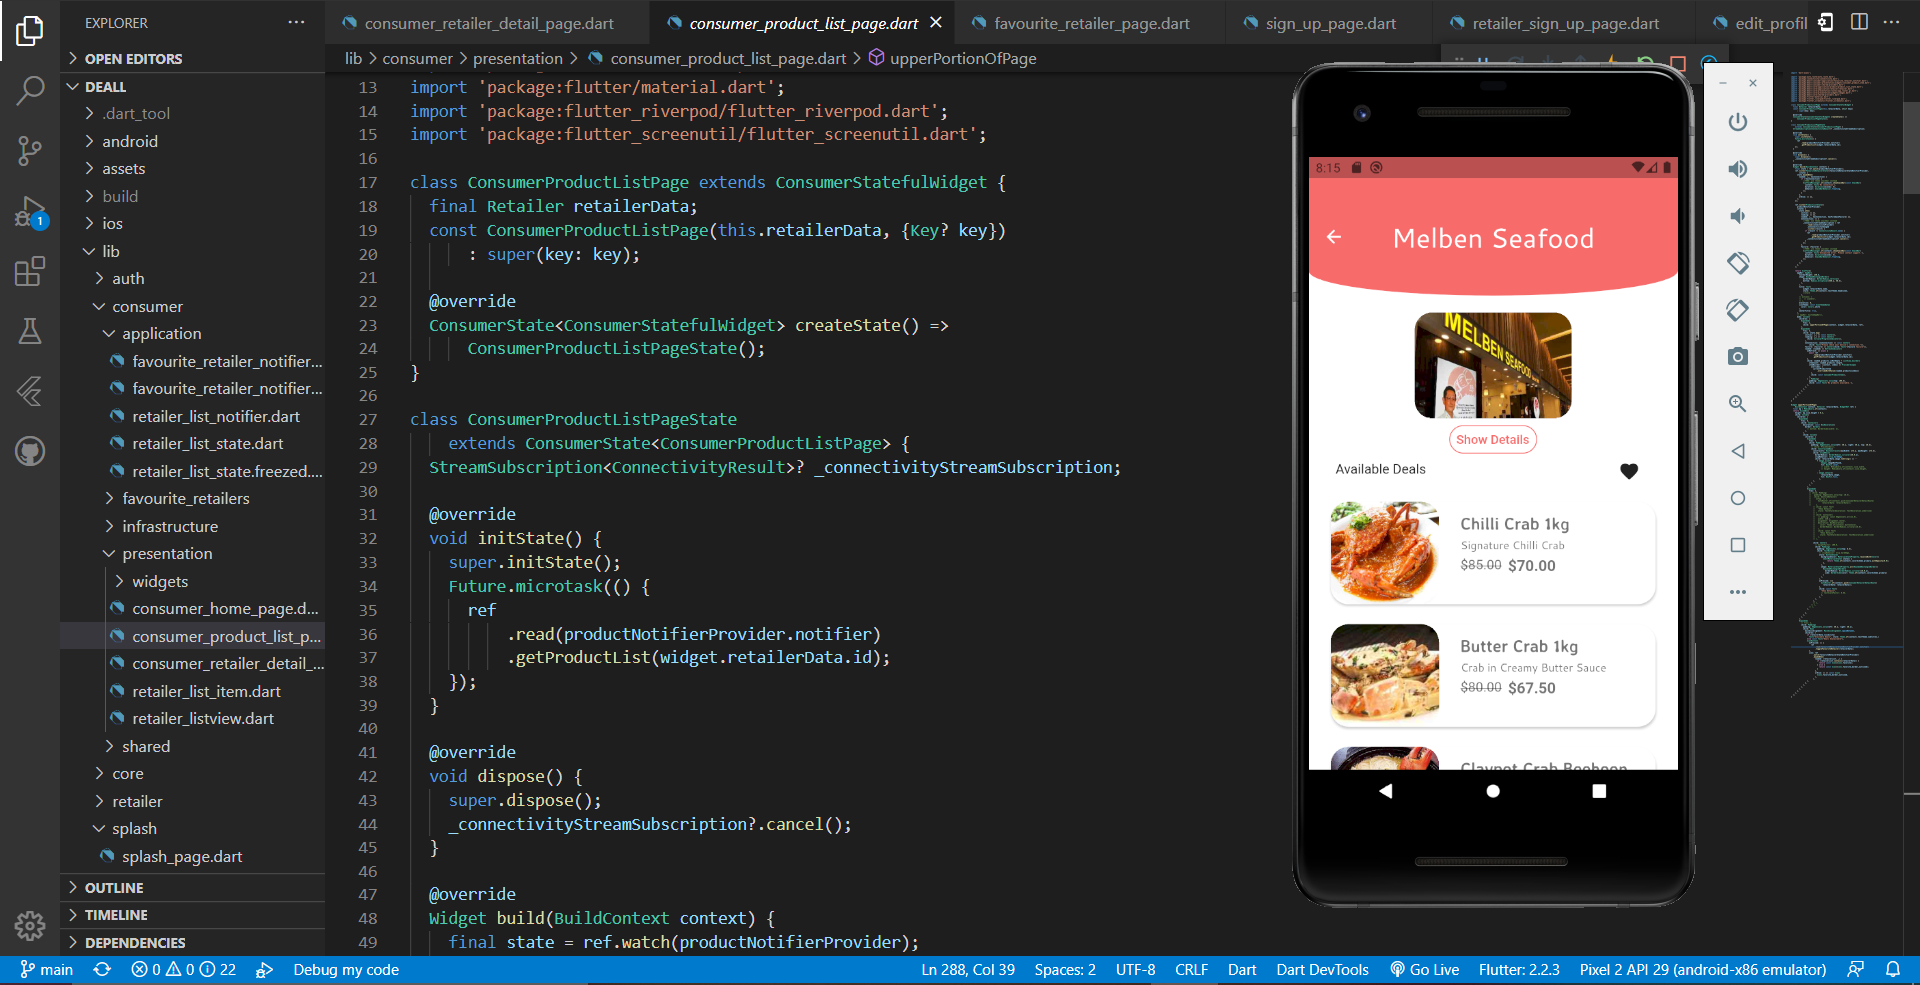 EXPLORER
OPEN EDITORS
DEALL
.dart_tool
android
assets
build
ios
lib
auth
consumer
application
favourite_retailer_notifier...
favourite_retailer_notifier...
retailer_list_notifier.dart
retailer_list_state.dart
retailer_list_state.freezed....
favourite_retailers
infrastructure
presentation
widgets
consumer_home_page.d...
consumer_product_list_p...
consumer_retailer_detail_...
retailer_list_item.dart
retailer_listview.dart
shared
core
retailer
splash
splash_page.dart
OUTLINE
TIMELINE
DEPENDENCIES
1
consumer_retailer_detail_page.dart
consumer_product_list_page.dart
favourite_retailer_page.dart
sign_up_page.dart
retailer_sign_up_page.dart
edit_profil
lib > consumer > presentation > consumer_product_list_page.dart > upperPortionOfPage
13 import 'package:flutter/material.dart';
14 import 'package:flutter_riverpod/flutter_riverpod.dart';
15 import 'package:flutter_screenutil/flutter_screenutil.dart';
16
17 class ConsumerProductListPage extends ConsumerStatefulWidget {
18 final Retailer retailerData;
19 const ConsumerProductListPage(this.retailerData, {Key? key})
20 : super(key: key);
21
22 @override
23 ConsumerState<ConsumerStatefulWidget> createState() =>
24 ConsumerProductListPageState();
25 }
26
27 class ConsumerProductListPageState
28 extends ConsumerState<ConsumerProductListPage> {
29 StreamSubscription<ConnectivityResult>? _connectivityStreamSubscription;
30
31 @override
32 void initState() {
33 super.initState();
34 Future.microtask(() {
35 ref
36 .read(productNotifierProvider.notifier)
37 .getProductList(widget.retailerData.id);
38 });
39 }
40
41 @override
42 void dispose() {
43 super.dispose();
44 _connectivityStreamSubscription?.cancel();
45 }
46
47 @override
48 Widget build(BuildContext context) {
49 final state = ref.watch(productNotifierProvider);
8:15
Melben Seafood
MELBEN SEAFOOD
Show Details
Available Deals
Chilli Crab 1kg
Signature Chilli Crab
$85.00 $70.00
Butter Crab 1kg
Crab in Creamy Butter Sauce
$80.00 $67.50
Claypot Crab Beehoon
main
0 0 22
Debug my code
Ln 288, Col 39
Spaces: 2
UTF-8
CRLF
Dart
Dart DevTools
Go Live
Flutter: 2.2.3
Pixel 2 API 29 (android-x86 emulator)